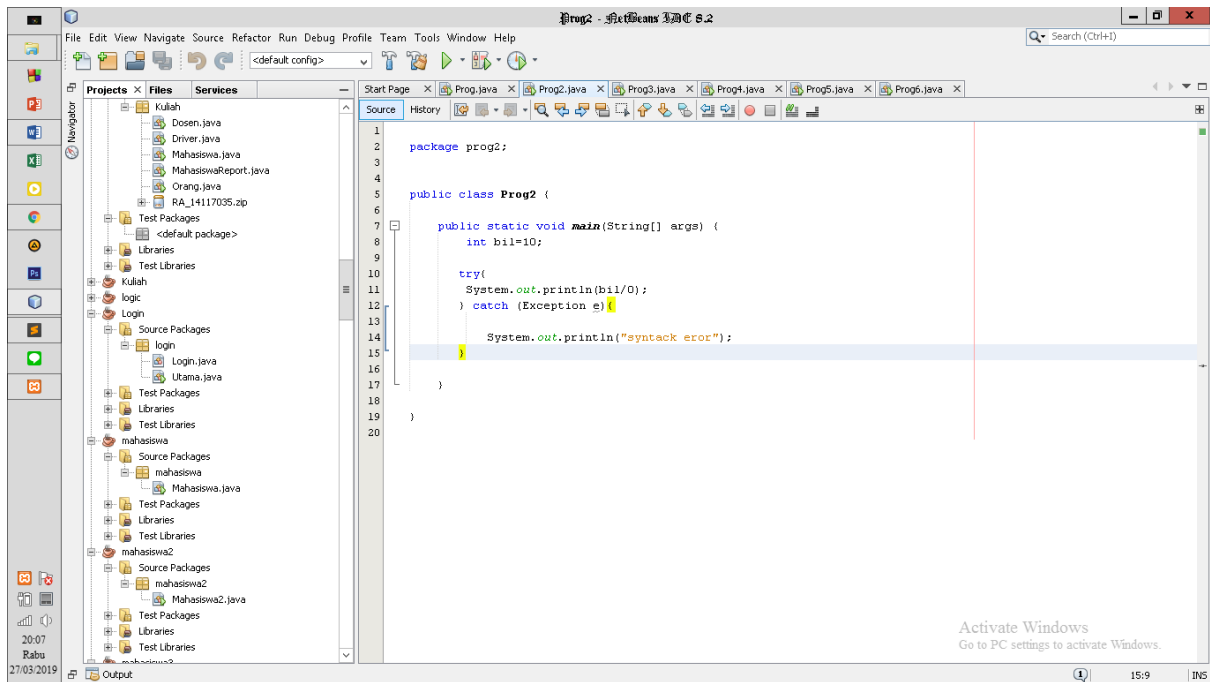 Prog2 - NetBeans IDE 8.2
File Edit View Navigate Source Refactor Run Debug Profile Team Tools Window Help
Search (Ctrl+I)
<default config>
Projects Files Services
Navigator
Kuliah
Dosen.java
Driver.java
Mahasiswa.java
MahasiswaReport.java
Orang.java
RA_14117035.zip
Test Packages
<default package>
Libraries
Test Libraries
Kuliah
logic
Login
Source Packages
login
Login.java
Utama.java
Test Packages
Libraries
Test Libraries
mahasiswa
Source Packages
mahasiswa
Mahasiswa.java
Test Packages
Libraries
Test Libraries
mahasiswa2
Source Packages
mahasiswa2
Mahasiswa2.java
Test Packages
Libraries
Test Libraries
Start Page Prog.java Prog2.java Prog3.java Prog4.java Prog5.java Prog6.java
Source History
1
2 package prog2;
3
4
5 public class Prog2 {
6
7 public static void main(String[] args) {
8 int bil=10;
9
10 try{
11 System.out.println(bil/0);
12 } catch (Exception e){
13
14 System.out.println("syntack eror");
15 }
16
17 }
18
19 }
20
Activate Windows
Go to PC settings to activate Windows.
20:07
Rabu
27/03/2019
Output
1
15:9
INS